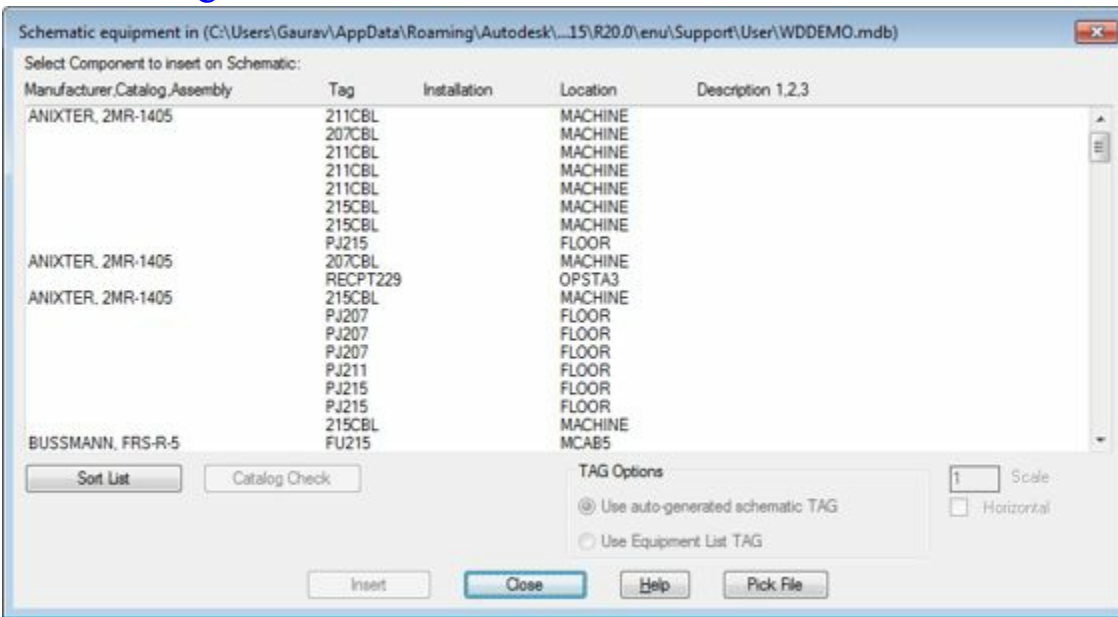 Schematic equipment in (C:\Users\Gaurav\AppData\Roaming\Autodesk\...15\R20.0\enu\Support\User\WDDEMO.mdb)
Select Component to insert on Schematic:
Manufacturer,Catalog,Assembly Tag Installation Location Description 1,2,3
ANIXTER, 2MR-1405 211CBL MACHINE
207CBL MACHINE
211CBL MACHINE
211CBL MACHINE
211CBL MACHINE
215CBL MACHINE
215CBL MACHINE
PJ215 FLOOR
ANIXTER, 2MR-1405 207CBL MACHINE
RECPT229 OPSTA3
ANIXTER, 2MR-1405 215CBL MACHINE
PJ207 FLOOR
PJ207 FLOOR
PJ207 FLOOR
PJ211 FLOOR
PJ215 FLOOR
PJ215 FLOOR
215CBL MACHINE
BUSSMANN, FRS-R-5 FU215 MCAB5
Sort List Catalog Check TAG Options 1 Scale
Use auto-generated schematic TAG Horizontal
Use Equipment List TAG
Insert Close Help Pick File